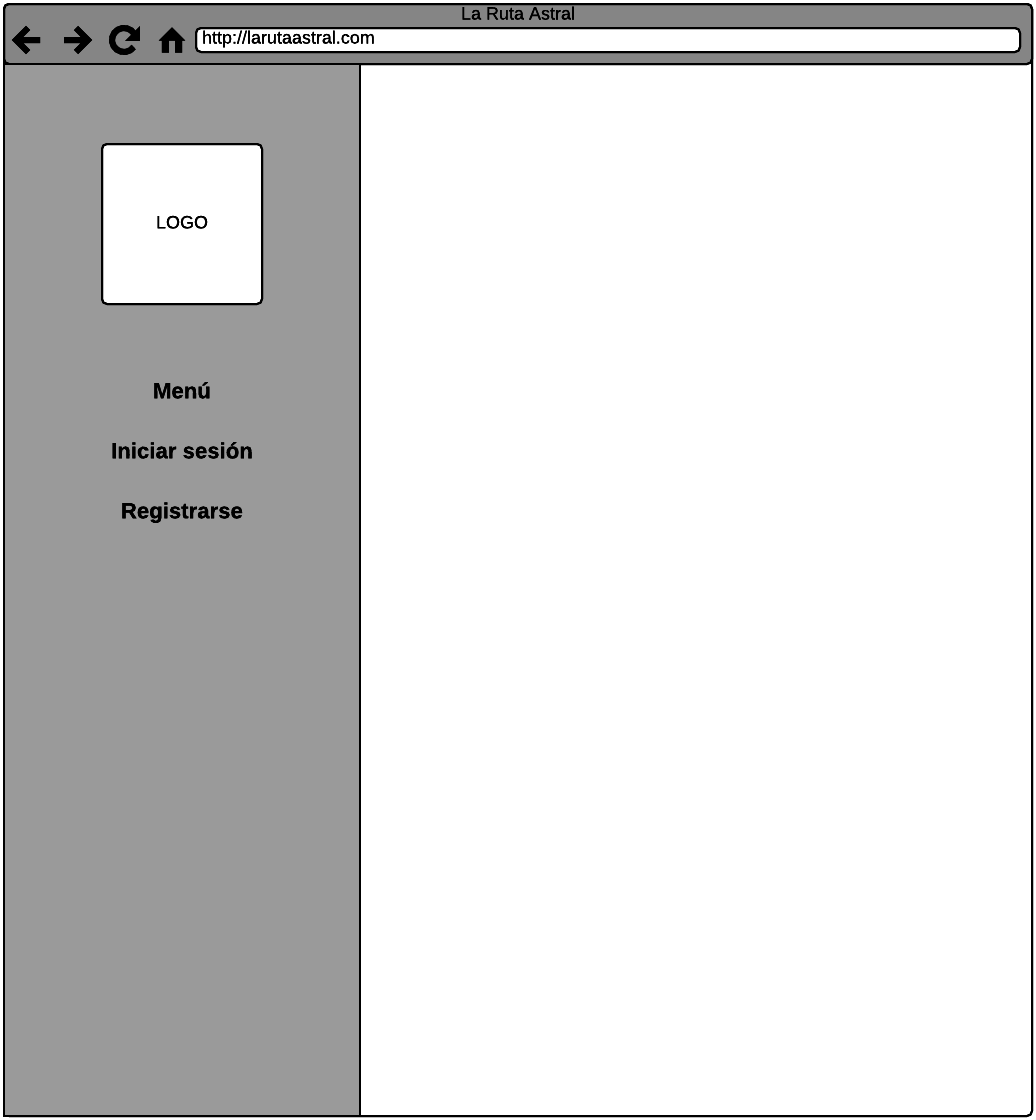 La Ruta Astral
http://larutaastral.com
LOGO
Menú
Iniciar sesión
Registrarse